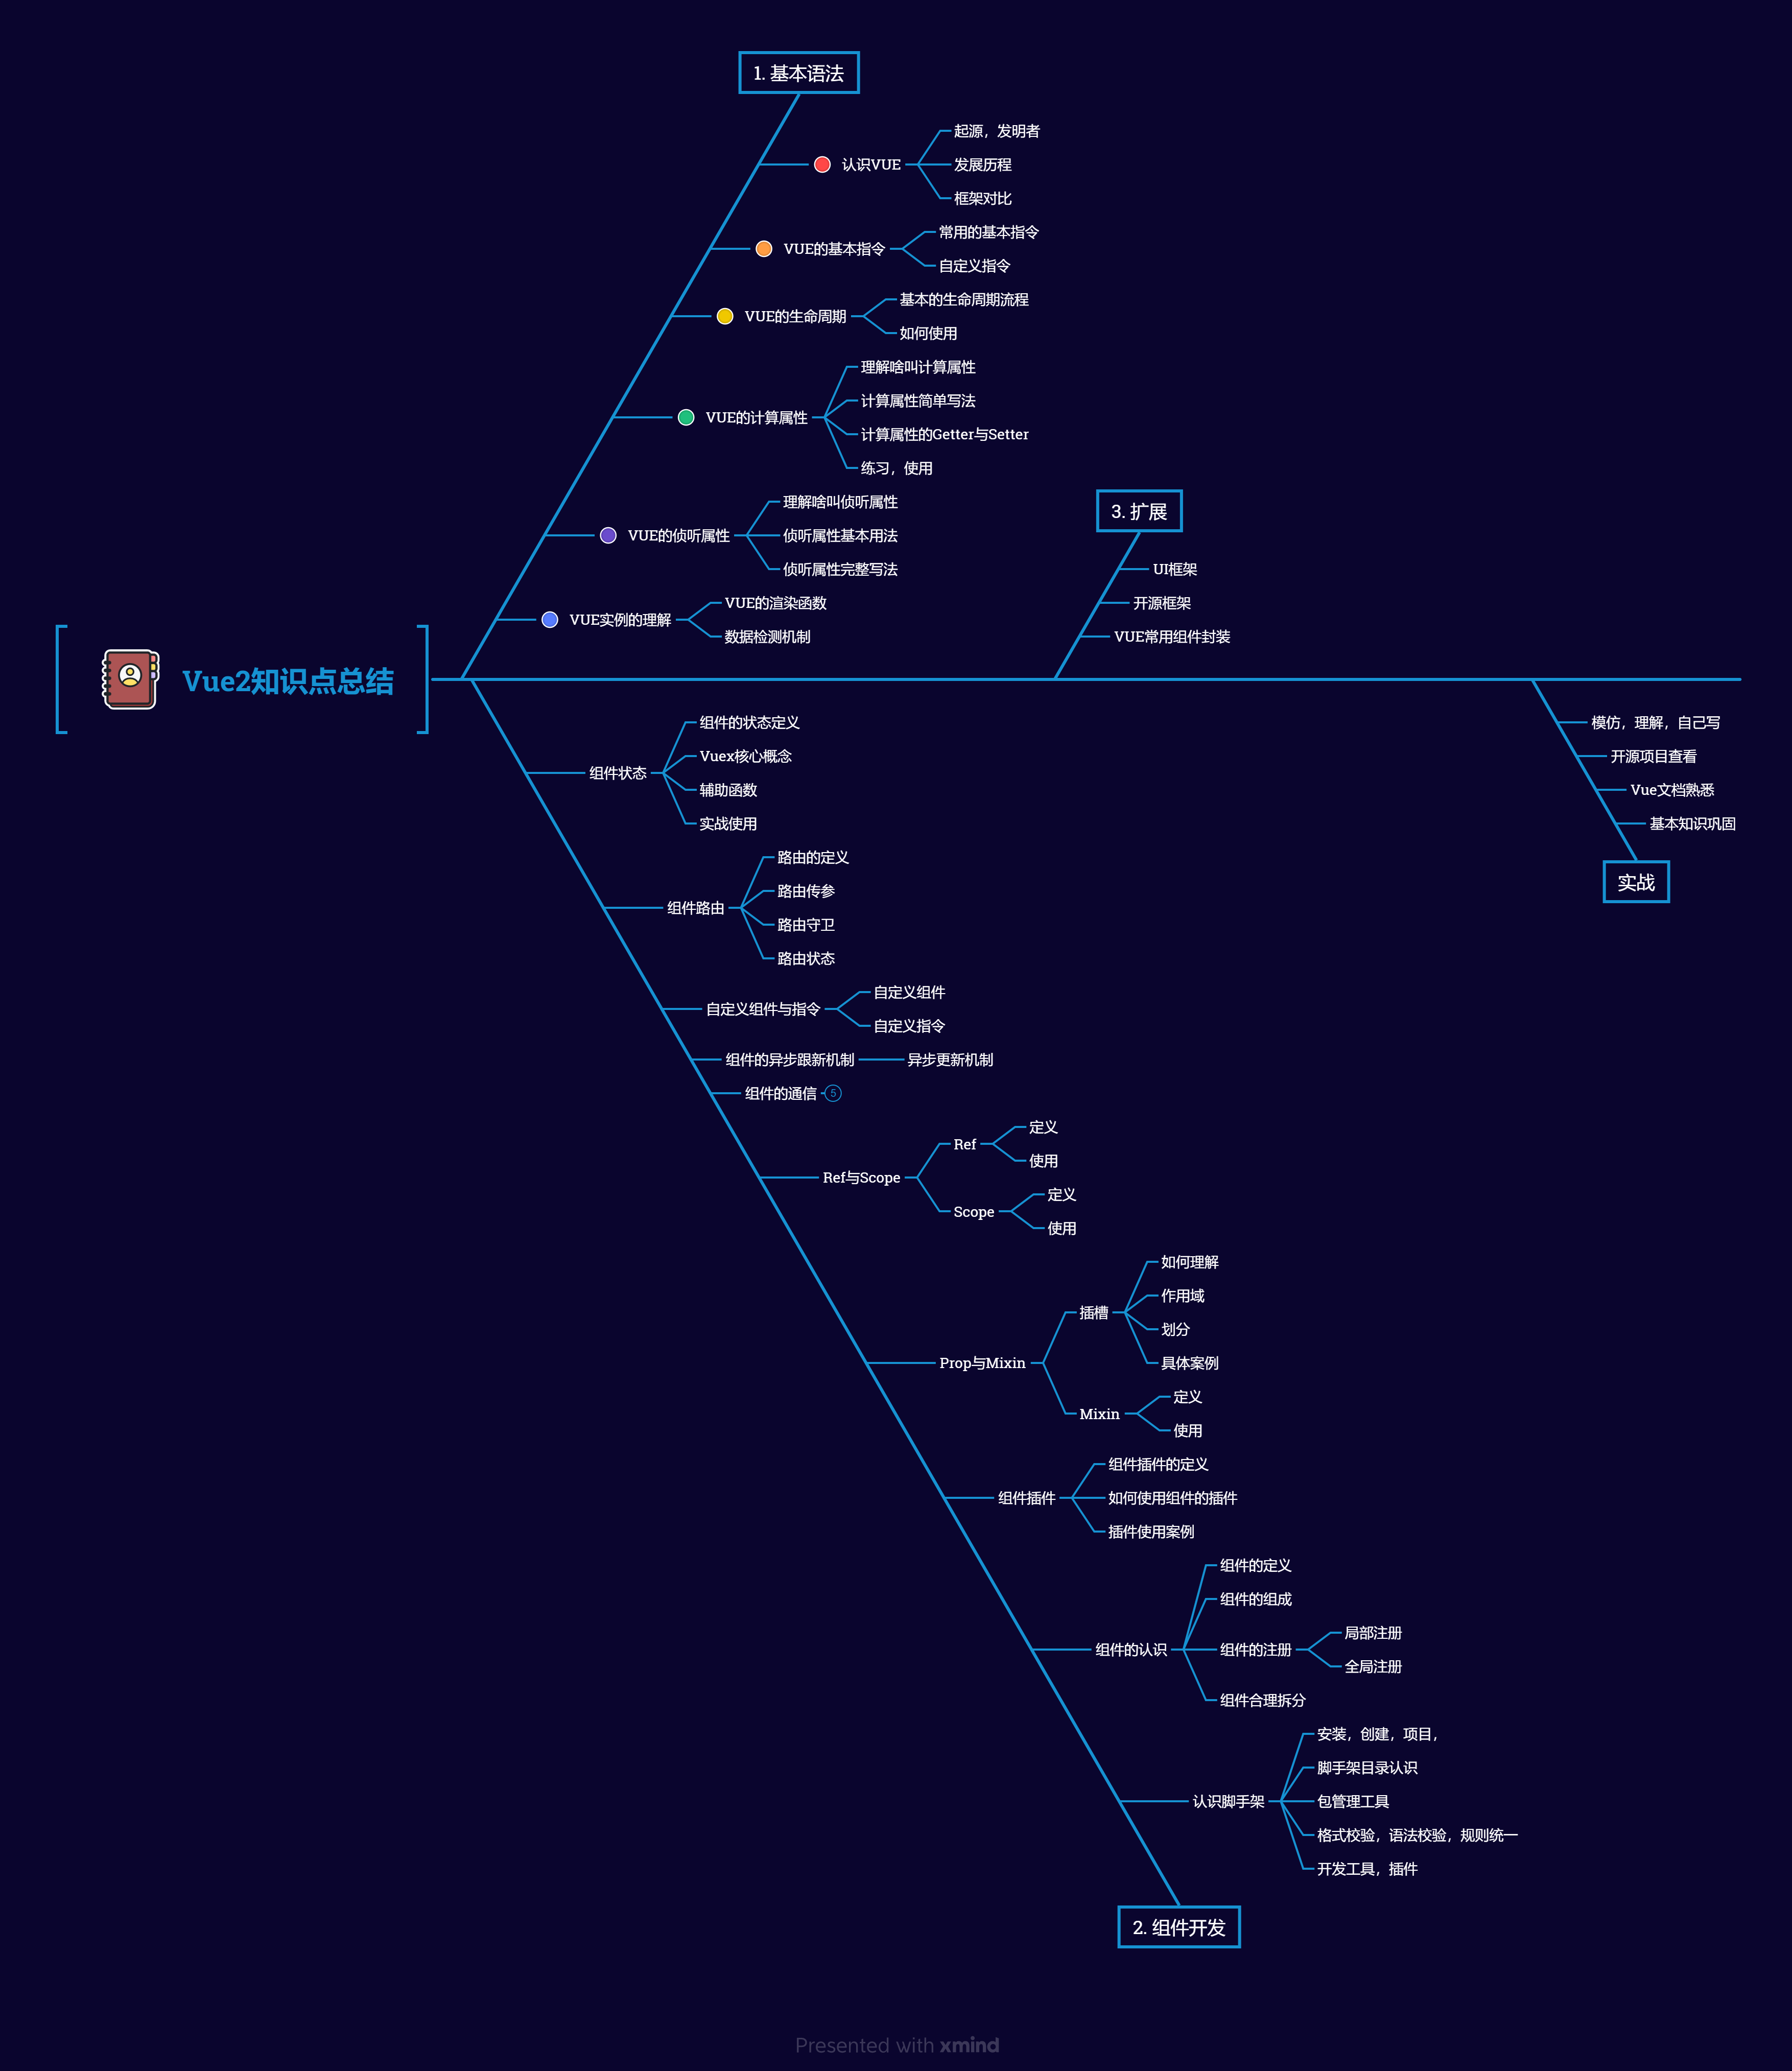 1. 基本语法
认识VUE
起源，发明者
发展历程
框架对比
VUE的基本指令
常用的基本指令
自定义指令
VUE的生命周期
基本的生命周期流程
如何使用
VUE的计算属性
理解啥叫计算属性
计算属性简单写法
计算属性的Getter与Setter
练习，使用
VUE的侦听属性
理解啥叫侦听属性
侦听属性基本用法
侦听属性完整写法
VUE实例的理解
VUE的渲染函数
数据检测机制
3. 扩展
UI框架
开源框架
VUE常用组件封装
Vue2知识点总结
组件状态
组件的状态定义
Vuex核心概念
辅助函数
实战使用
组件路由
路由的定义
路由传参
路由守卫
路由状态
自定义组件与指令
自定义组件
自定义指令
组件的异步跟新机制
异步更新机制
组件的通信
5
Ref与Scope
Ref
定义
使用
Scope
定义
使用
Prop与Mixin
插槽
如何理解
作用域
划分
具体案例
Mixin
定义
使用
组件插件
组件插件的定义
如何使用组件的插件
插件使用案例
组件的认识
组件的定义
组件的组成
组件的注册
局部注册
全局注册
组件合理拆分
认识脚手架
安装，创建，项目，
脚手架目录认识
包管理工具
格式校验，语法校验，规则统一
开发工具，插件
2. 组件开发
模仿，理解，自己写
开源项目查看
Vue文档熟悉
基本知识巩固
实战
Presented with xmind